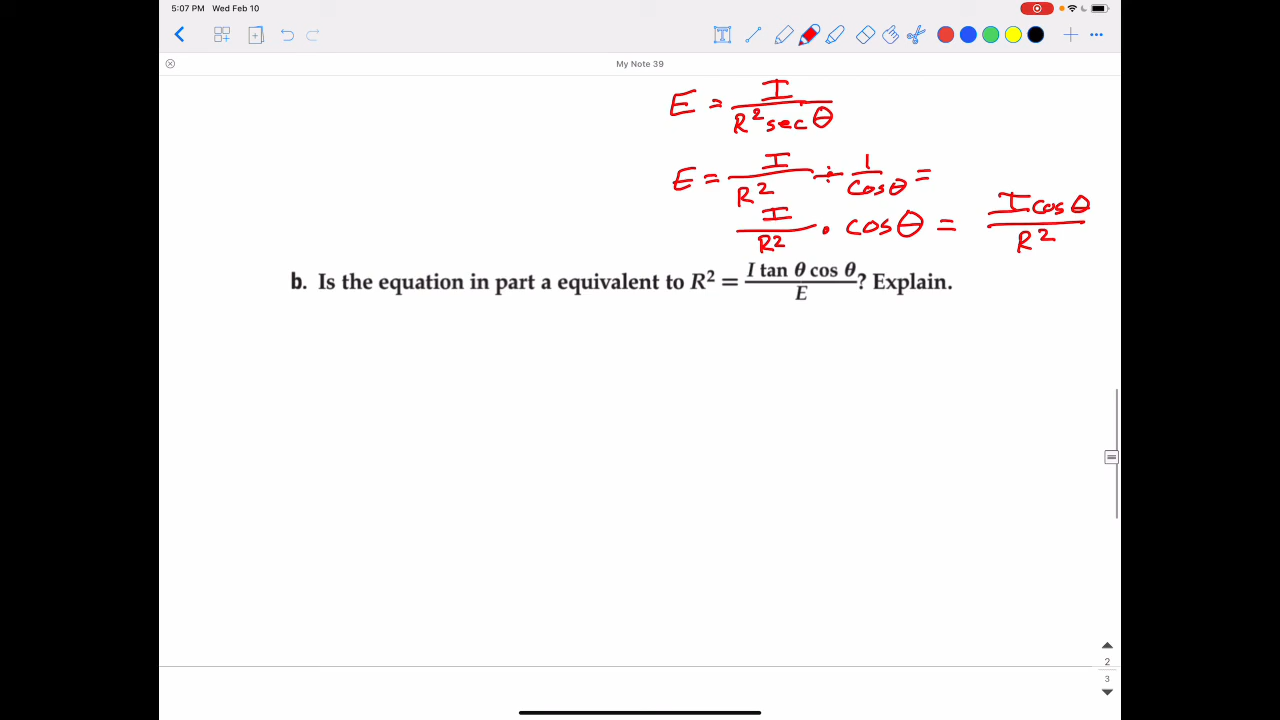 5:07 PM Wed Feb 10
My Note 39
E = I / R² sec θ
E = I / R² ÷ 1 / cos θ =
I / R² · cos θ = I cos θ / R²
b. Is the equation in part a equivalent to R² = I tan θ cos θ / E? Explain.
2
3